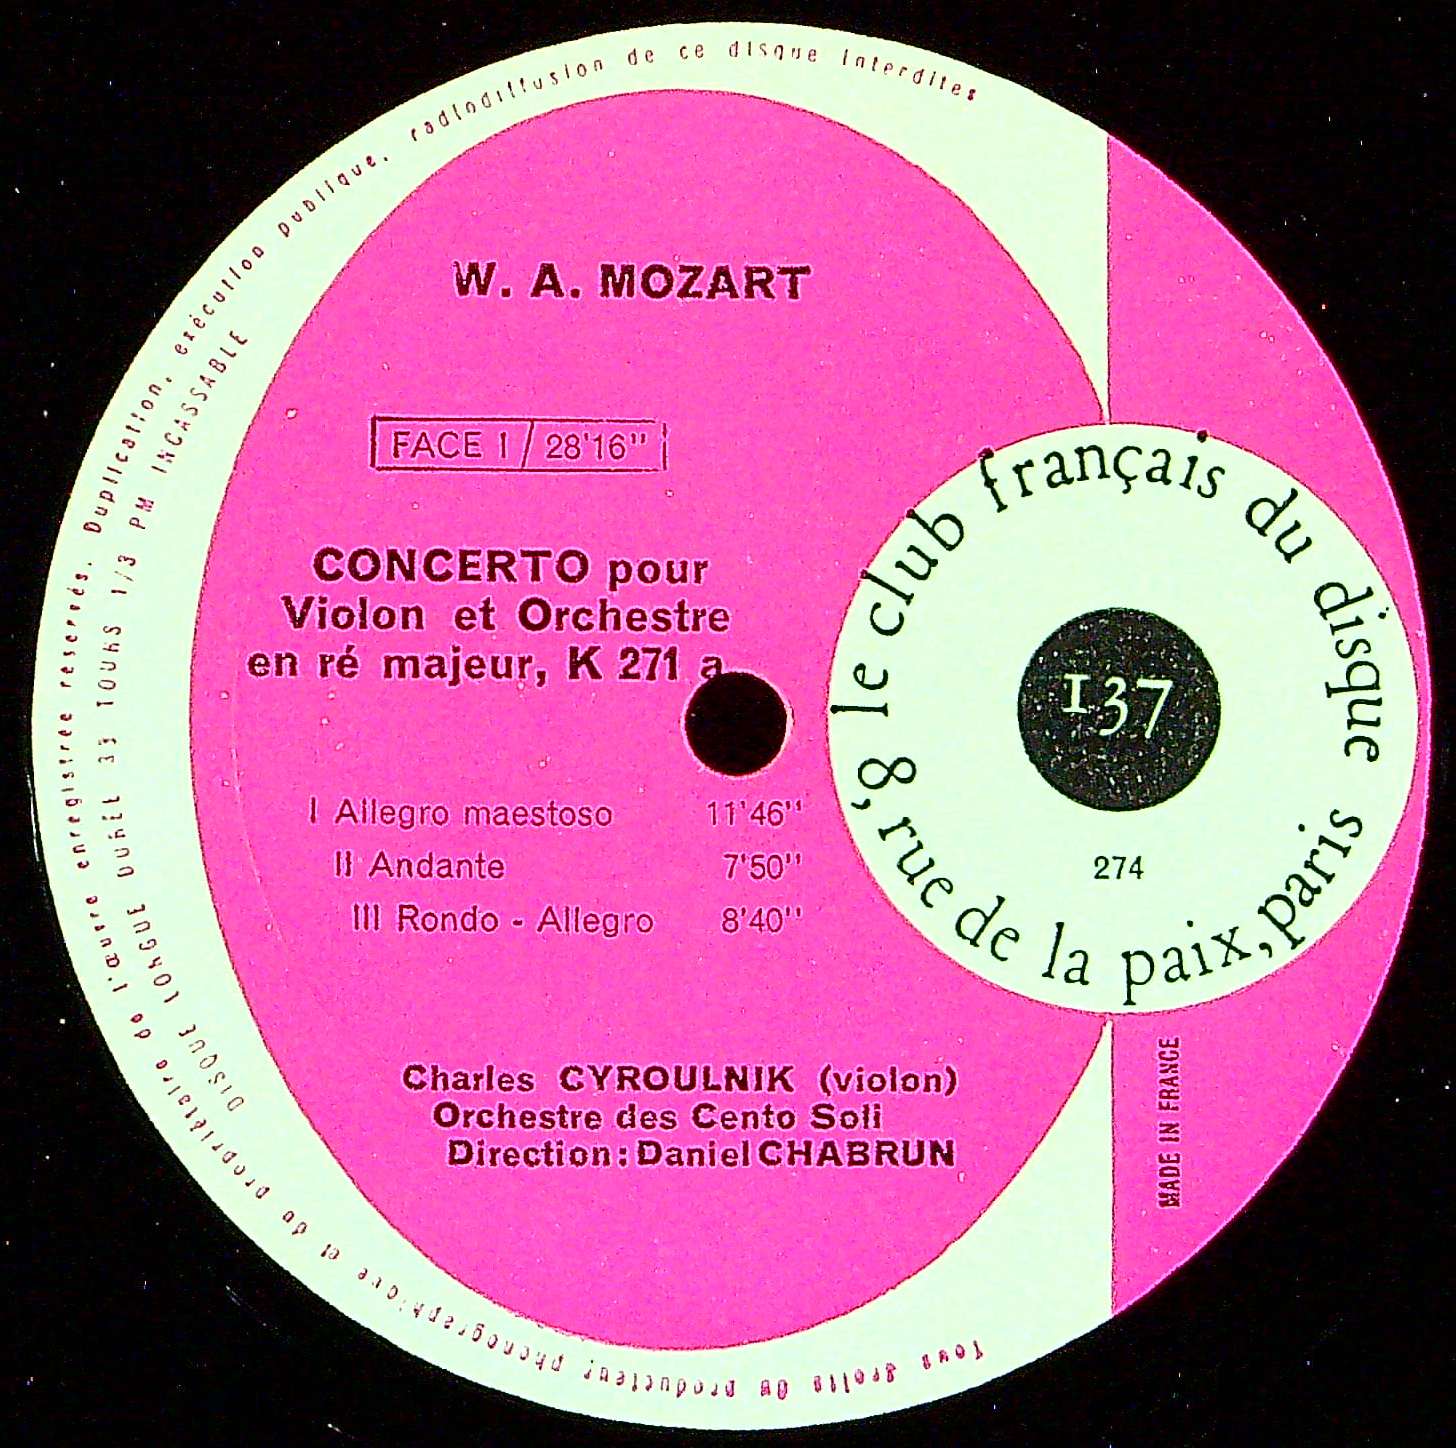 W. A. MOZART
FACE 1 / 28'16"
CONCERTO pour
Violon et Orchestre
en ré majeur, K 271 a
I Allegro maestoso 11'46"
II Andante 7'50"
III Rondo - Allegro 8'40"
Charles CYROULNIK (violon)
Orchestre des Cento Soli
Direction : Daniel CHABRUN
le club français du disque
8, rue de la paix, paris
137
274
MADE IN FRANCE
Tous droits du producteur phonographique et du propriétaire de l'œuvre enregistrée reservés. Duplication, exécution publique, radiodiffusion de ce disque interdites
DISQUE LONGUE DURÉE 33 TOURS 1/3 PM INCASSABLE